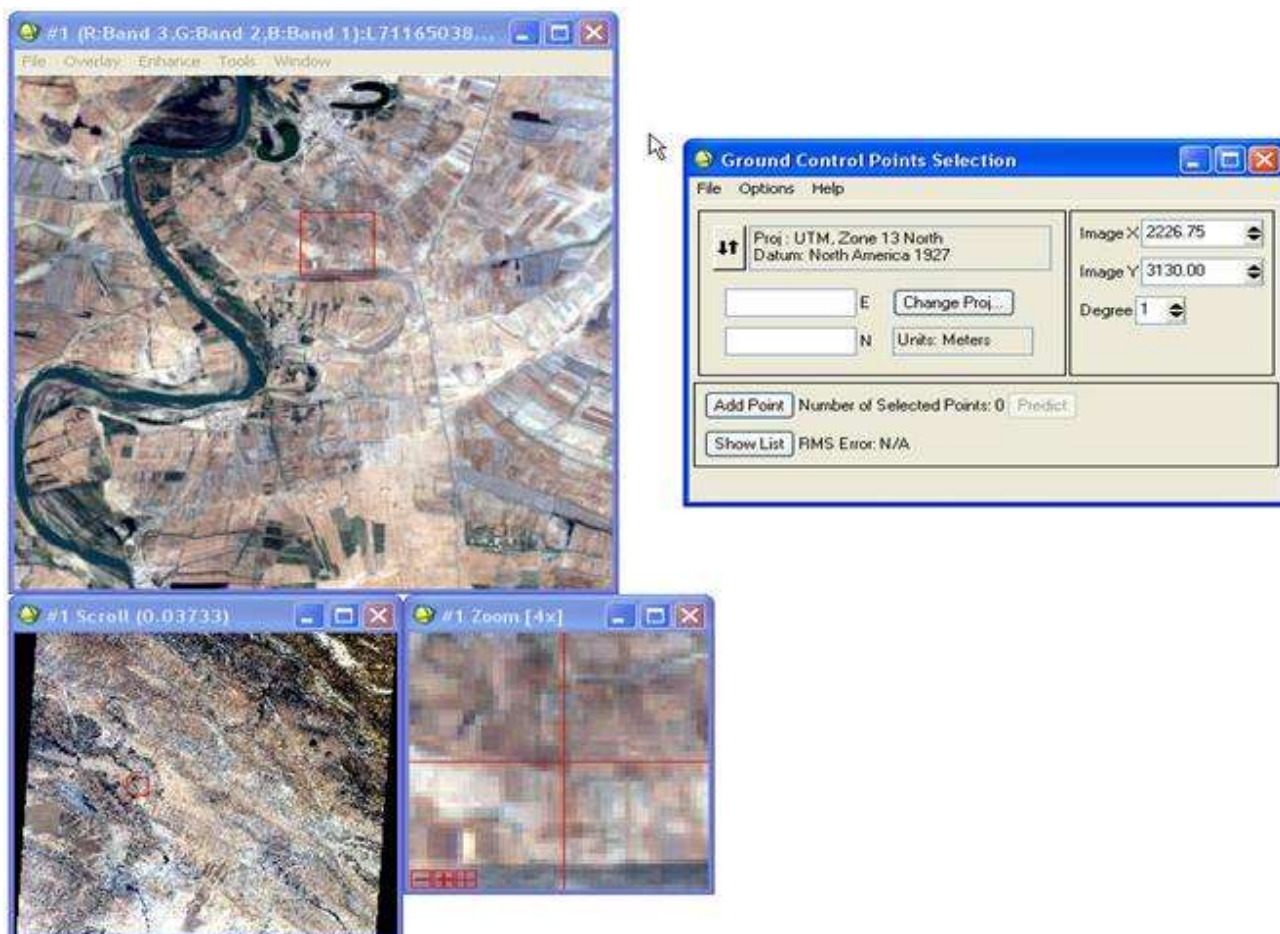 #1 (R:Band 3,G:Band 2,B:Band 1):L71165038...
File Overlay Enhance Tools Window
Ground Control Points Selection
File Options Help
Proj : UTM, Zone 13 North
Datum: North America 1927
E Change Proj...
N Units: Meters
Image X 2226.75
Image Y 3130.00
Degree 1
Add Point Number of Selected Points: 0 Predict
Show List RMS Error: N/A
#1 Scroll (0.03733)
#1 Zoom [4x]